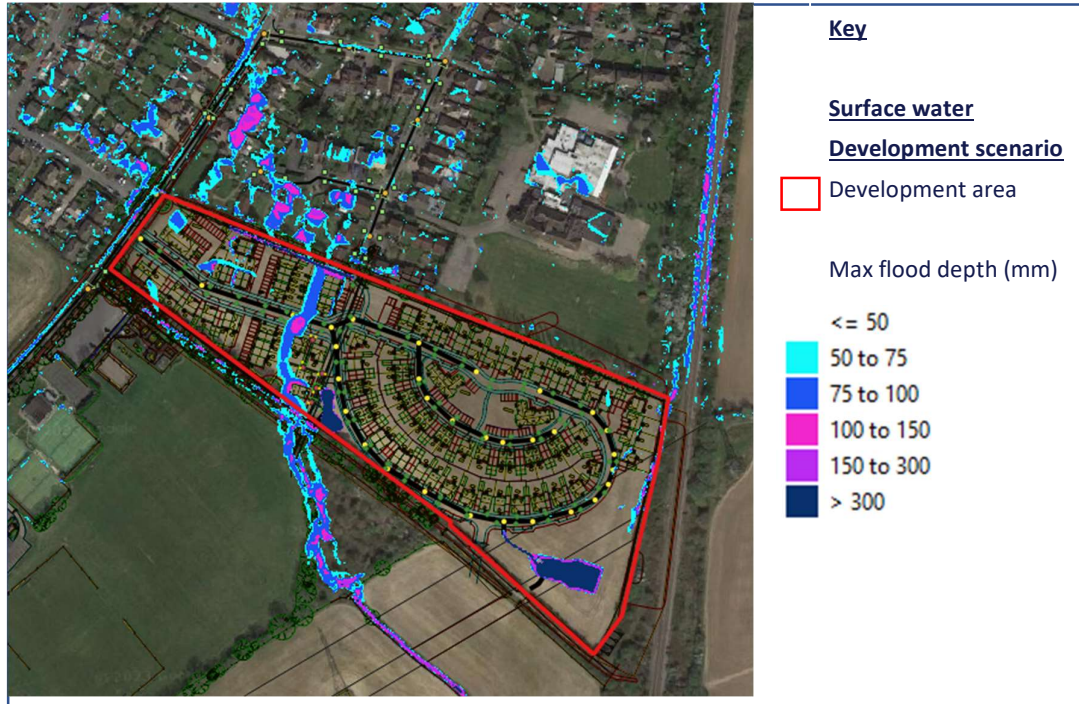 Key
Surface water
Development scenario
Development area
Max flood depth (mm)
<= 50
50 to 75
75 to 100
100 to 150
150 to 300
> 300